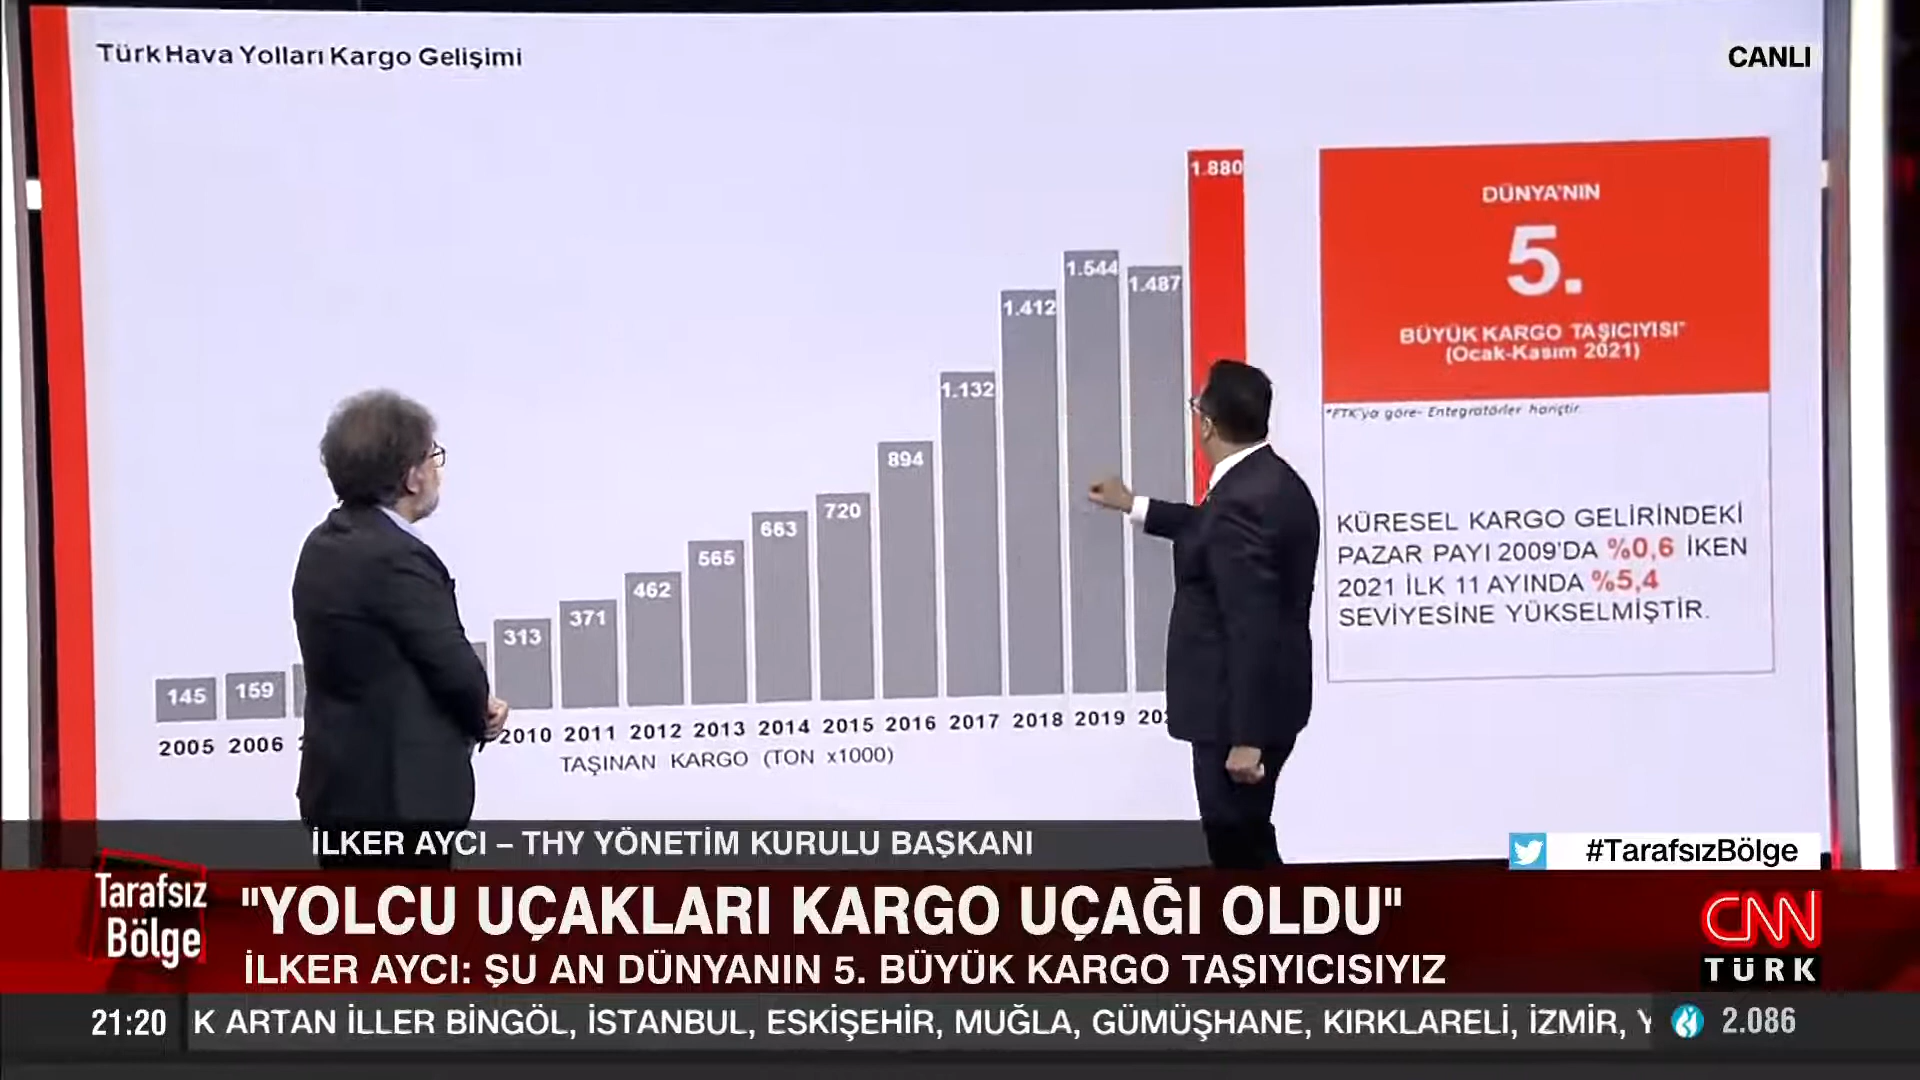 Türk Hava Yolları Kargo Gelişimi
CANLI
1.880
1.544
1.487
1.412
1.132
894
720
663
565
462
371
313
159
145
2005 2006 2010 2011 2012 2013 2014 2015 2016 2017 2018 2019
TAŞINAN KARGO (TON x1000)
DÜNYA'NIN
5.
BÜYÜK KARGO TAŞICIYISI*
(Ocak-Kasım 2021)
*FTK'ya göre- Entegratörler hariçtir.
KÜRESEL KARGO GELİRİNDEKİ
PAZAR PAYI 2009'DA %0,6 İKEN
2021 İLK 11 AYINDA %5,4
SEVİYESİNE YÜKSELMİŞTİR.
İLKER AYCI – THY YÖNETİM KURULU BAŞKANI
#TarafsızBölge
Tarafsız
Bölge
"YOLCU UÇAKLARI KARGO UÇAĞI OLDU"
İLKER AYCI: ŞU AN DÜNYANIN 5. BÜYÜK KARGO TAŞIYICISIYIZ
CNN
TÜRK
21:20 K ARTAN İLLER BİNGÖL, İSTANBUL, ESKİŞEHİR, MUĞLA, GÜMÜŞHANE, KIRKLARELİ, İZMİR, 2.086